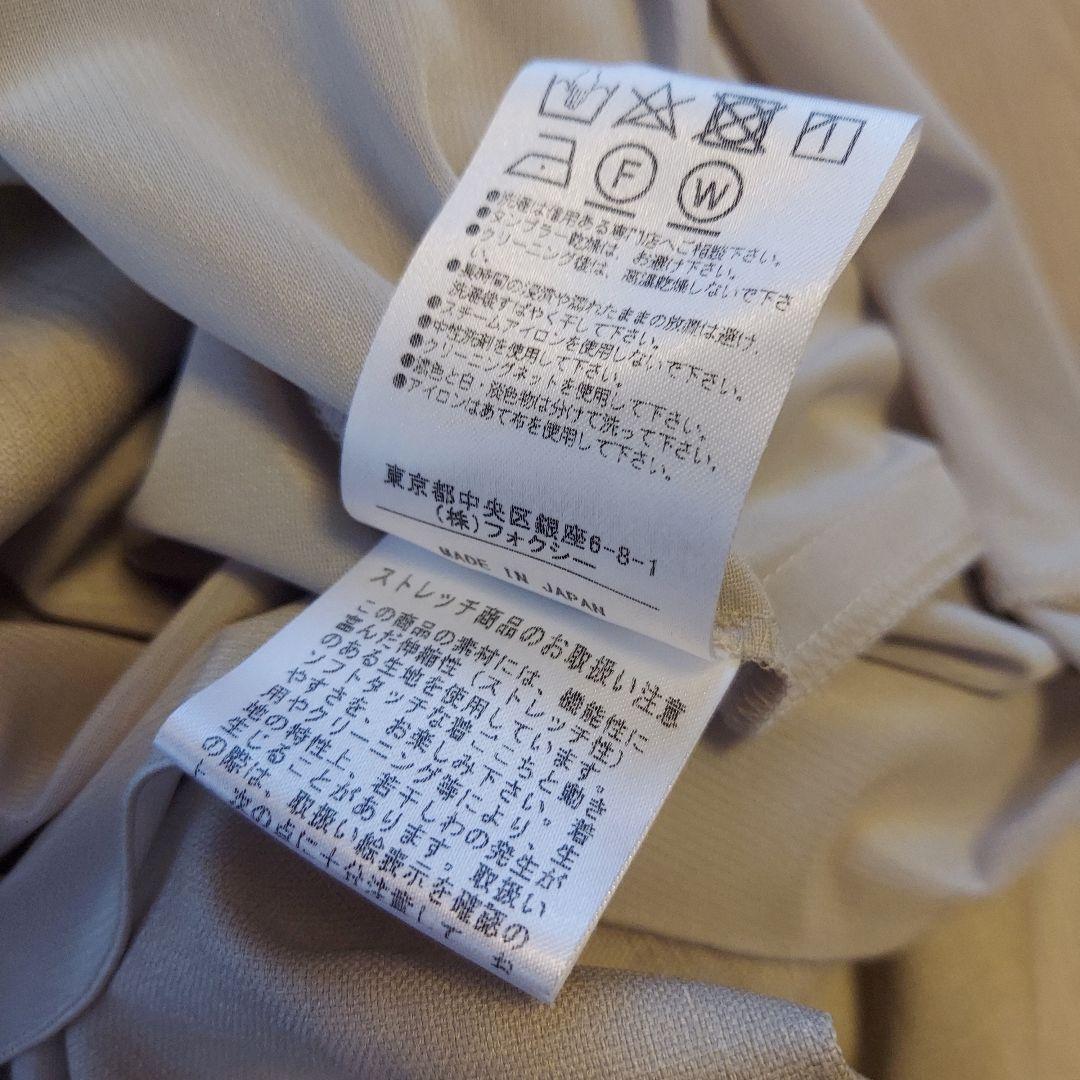 F W
●洗濯は信用ある専門店へご相談下さい。
●タンブラー乾燥は お避け下さい。
●クリーニング後は、高温乾燥しないで下さい。
●長時間の浸漬や濡れたままの放置は避け、
洗濯後すばやく干して下さい。
●スチームアイロンを使用しないで下さい。
●中性洗剤を使用して下さい。
●クリーニングネットを使用して下さい。
●濃色と白・淡色物は分けて洗って下さい。
●アイロンはあて布を使用して下さい。
東京都中央区銀座6-8-1
(株)フォクシー
MADE IN JAPAN
ストレッチ商品のお取扱い注意
この商品の素材には、機能性に
富んだ伸縮性(ストレッチ性)
のある生地を使用しています。
ソフトタッチな着ごこちと動き
やすさを、お楽しみ下さい。着
用やクリーニング等により、生
地の特性上、若干しわの発生が
生じることがあります。取扱い
の際は、取扱い絵表示を確認の
上、次の点に十分注意してお